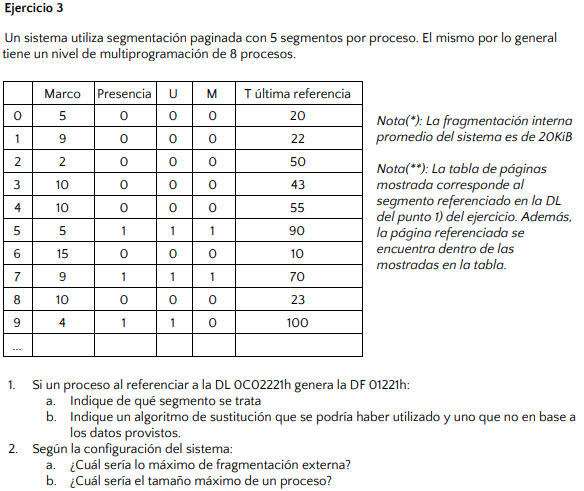 Ejercicio 3
Un sistema utiliza segmentación paginada con 5 segmentos por proceso. El mismo por lo general
tiene un nivel de multiprogramación de 8 procesos.
Marco Presencia U M T última referencia
0 5 0 0 0 20
1 9 0 0 0 22
2 2 0 0 0 50
3 10 0 0 0 43
4 10 0 0 0 55
5 5 1 1 1 90
6 15 0 0 0 10
7 9 1 1 1 70
8 10 0 0 0 23
9 4 1 1 0 100
...
Nota(*): La fragmentación interna
promedio del sistema es de 20KiB
Nota(**): La tabla de páginas
mostrada corresponde al
segmento referenciado en la DL
del punto 1) del ejercicio. Además,
la página referenciada se
encuentra dentro de las
mostradas en la tabla.
1. Si un proceso al referenciar a la DL 0C02221h genera la DF 01221h:
a. Indique de qué segmento se trata
b. Indique un algoritmo de sustitución que se podría haber utilizado y uno que no en base a
los datos provistos.
2. Según la configuración del sistema:
a. ¿Cuál sería lo máximo de fragmentación externa?
b. ¿Cuál sería el tamaño máximo de un proceso?